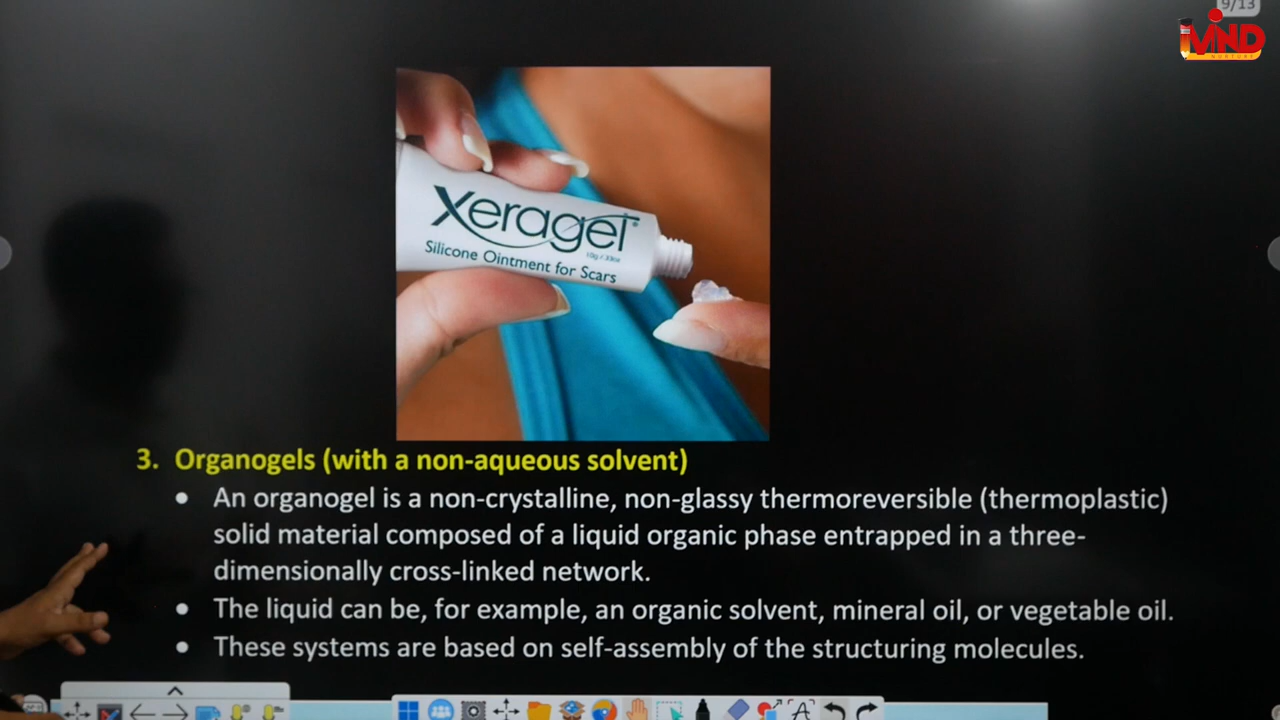 9/13
MIND
NURTURE
Xeragel®
10g / .33oz
Silicone Ointment for Scars
3. Organogels (with a non-aqueous solvent)
• An organogel is a non-crystalline, non-glassy thermoreversible (thermoplastic)
solid material composed of a liquid organic phase entrapped in a three-
dimensionally cross-linked network.
• The liquid can be, for example, an organic solvent, mineral oil, or vegetable oil.
• These systems are based on self-assembly of the structuring molecules.